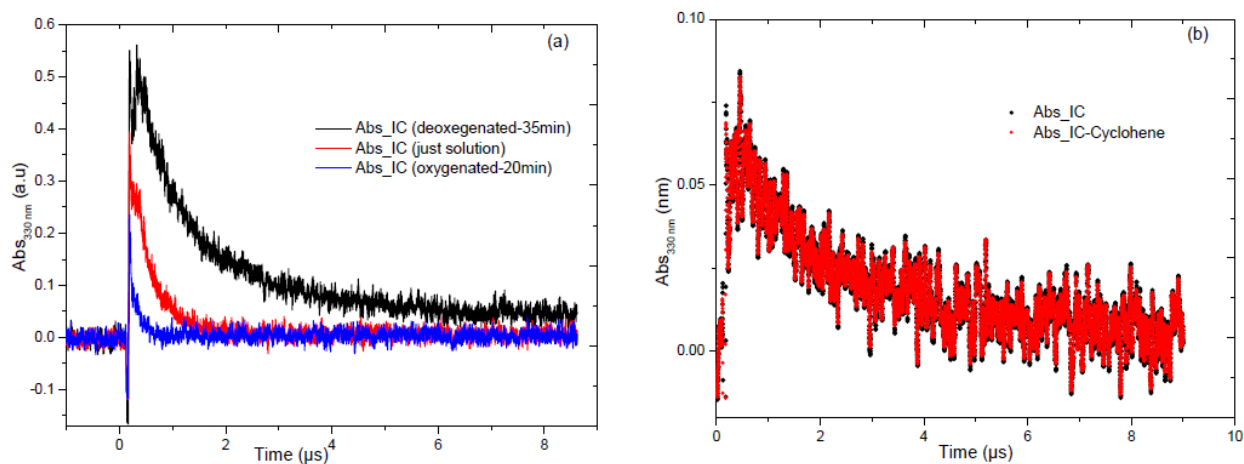 (a)
Abs_IC (deoxegenated-35min)
Abs_IC (just solution)
Abs_IC (oxygenated-20min)
Abs330 nm (a.u)
0.6
0.5
0.4
0.3
0.2
0.1
0.0
-0.1
0 2 4 6 8
Time (µs)
(b)
Abs_IC
Abs_IC-Cyclohene
Abs330 nm (nm)
0.10
0.05
0.00
0 2 4 6 8 10
Time (µs)